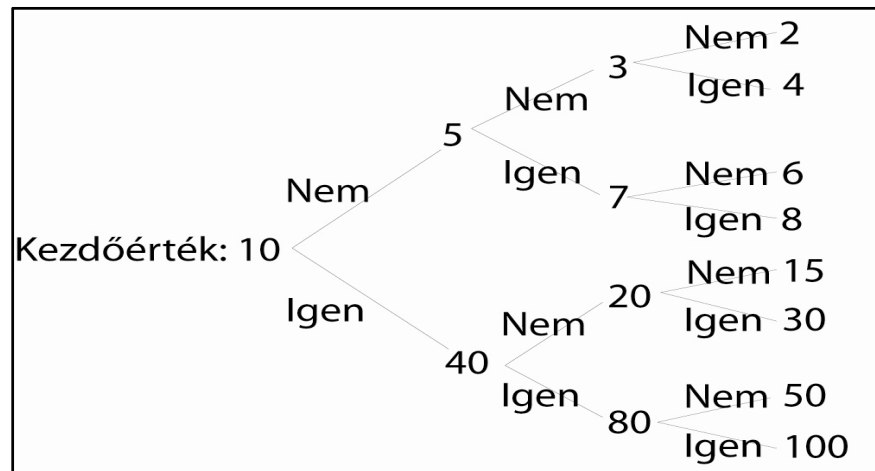 Nem 2
3
Nem
Igen 4
5
Igen
Nem 6
7
Nem
Igen 8
Kezdőérték: 10
Nem 15
20
Igen
Nem
Igen 30
40
Igen
Nem 50
80
Igen 100